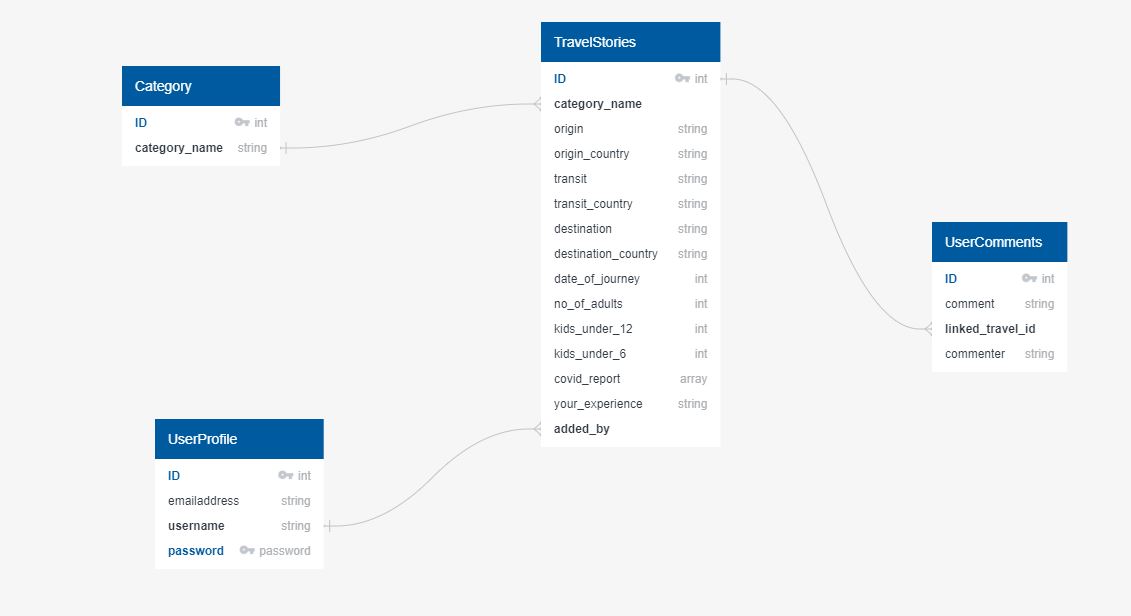 Category
ID int
category_name string
TravelStories
ID int
category_name
origin string
origin_country string
transit string
transit_country string
destination string
destination_country string
date_of_journey int
no_of_adults int
kids_under_12 int
kids_under_6 int
covid_report array
your_experience string
added_by
UserComments
ID int
comment string
linked_travel_id
commenter string
UserProfile
ID int
emailaddress string
username string
password password